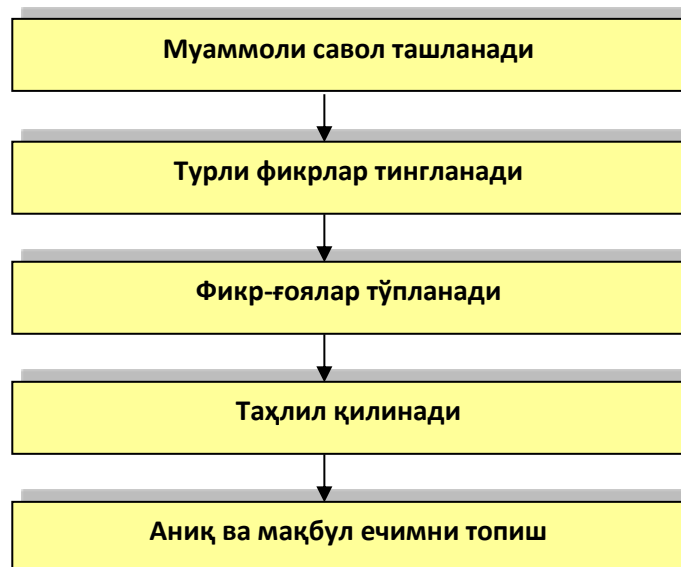 Муаммоли савол ташланади
Турли фикрлар тингланади
Фикр-ғоялар тўпланади
Таҳлил қилинади
Аниқ ва мақбул ечимни топиш